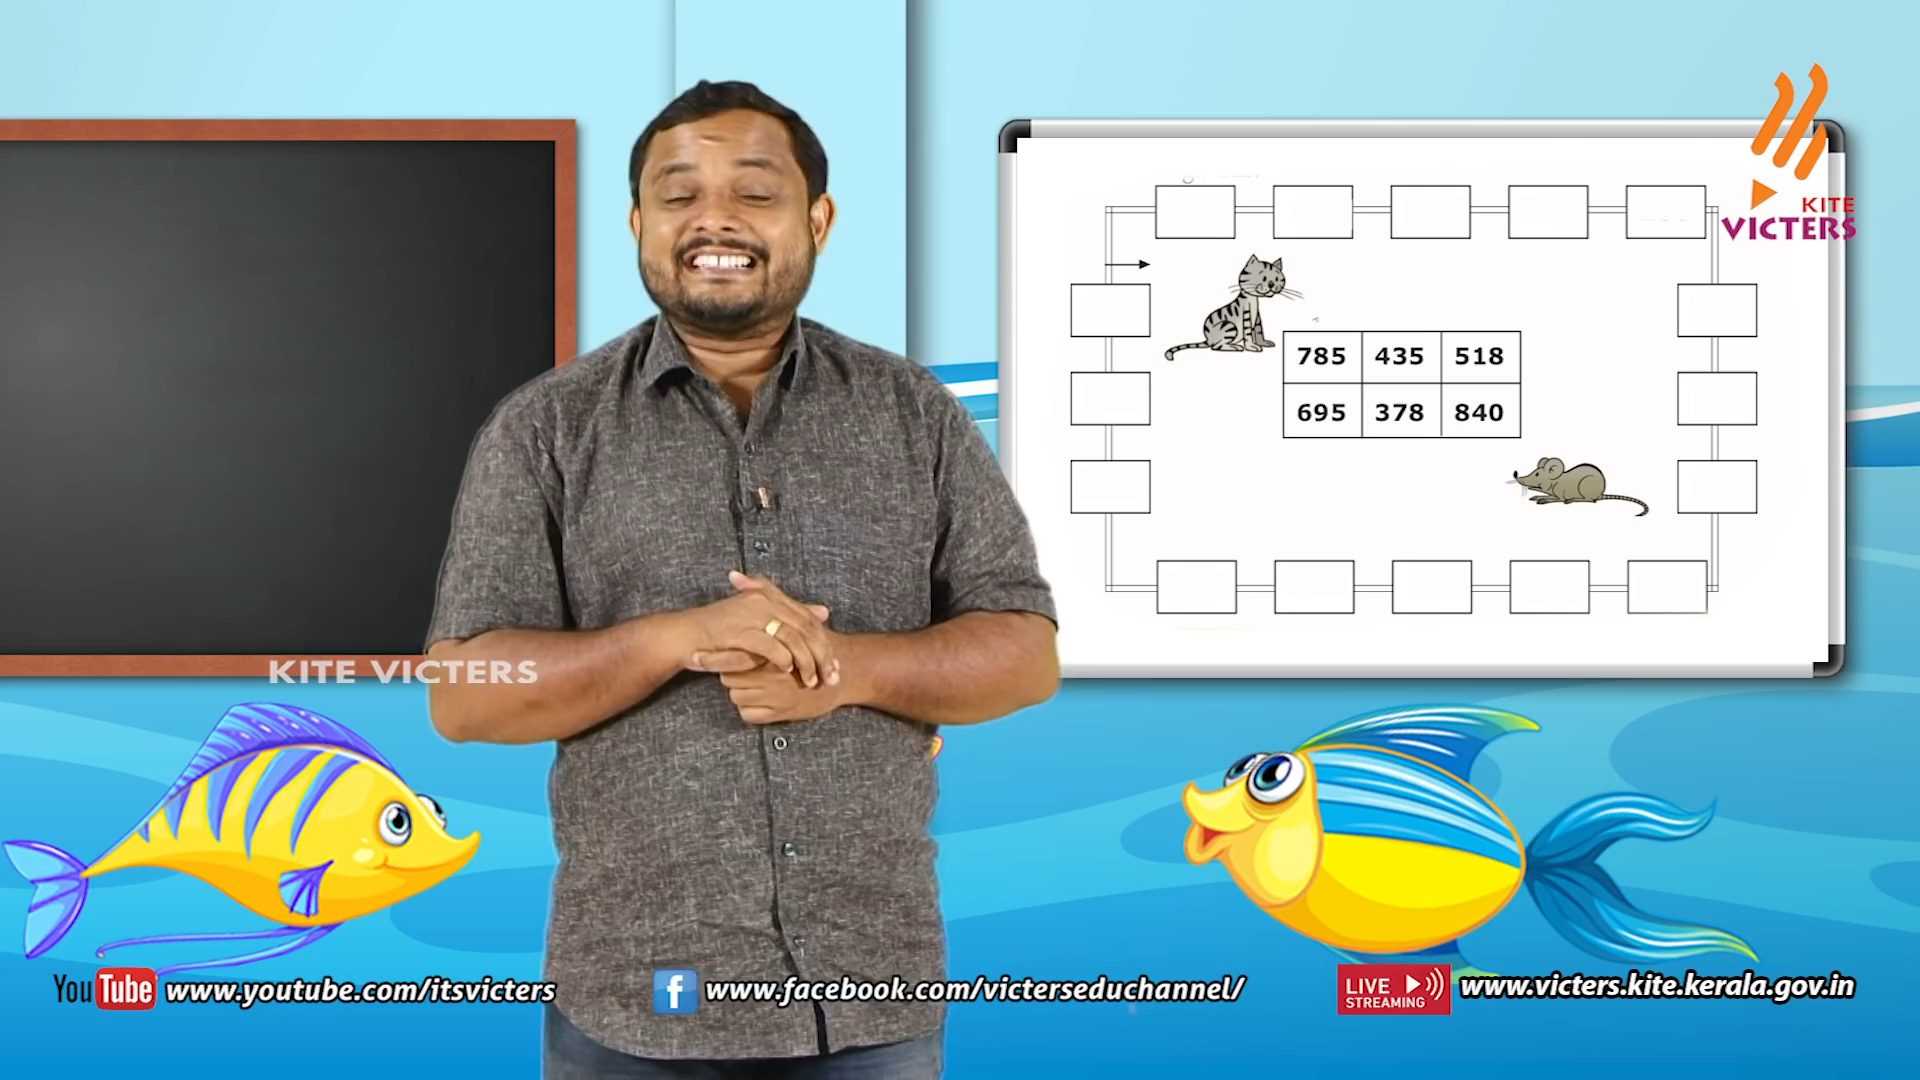 KITE
VICTERS
785 435 518
695 378 840
KITE VICTERS
YouTube www.youtube.com/itsvicters
f www.facebook.com/victerseduchannel/
LIVE STREAMING www.victers.kite.kerala.gov.in